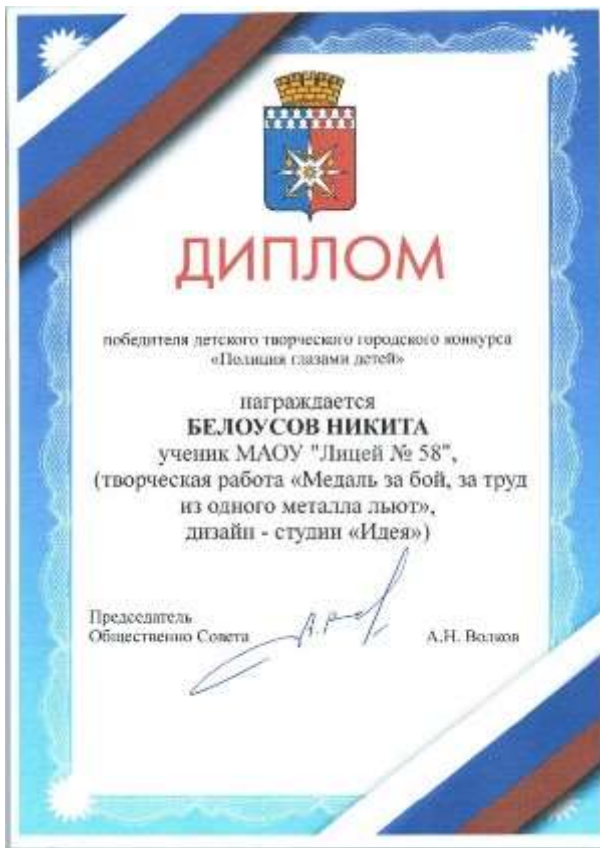 ДИПЛОМ
победителя детского творческого городского конкурса
«Полиция глазами детей»
награждается
БЕЛОУСОВ НИКИТА
ученик МАОУ "Лицей № 58",
(творческая работа «Медаль за бой, за труд
из одного металла льют»,
дизайн - студии «Идея»)
Председатель
Общественно Совета
А.Н. Волков